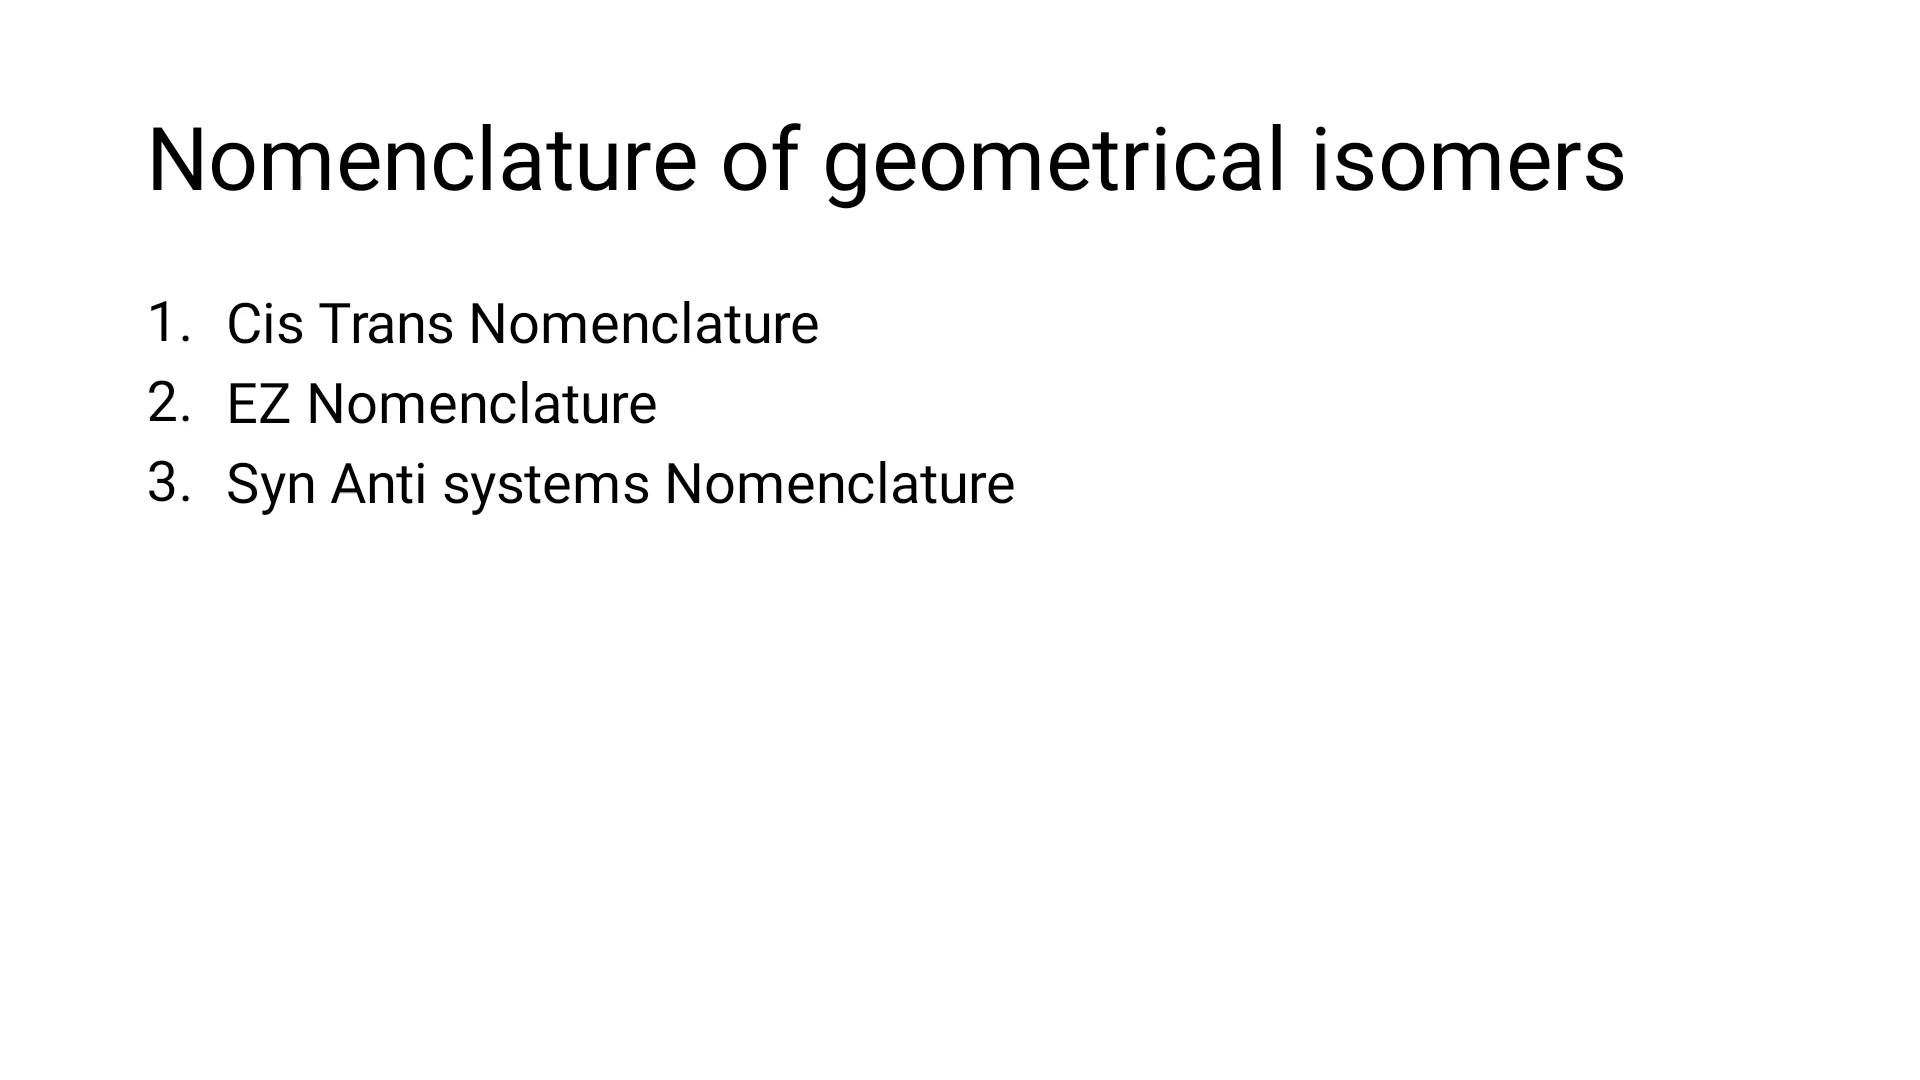 Nomenclature of geometrical isomers
1. Cis Trans Nomenclature
2. EZ Nomenclature
3. Syn Anti systems Nomenclature